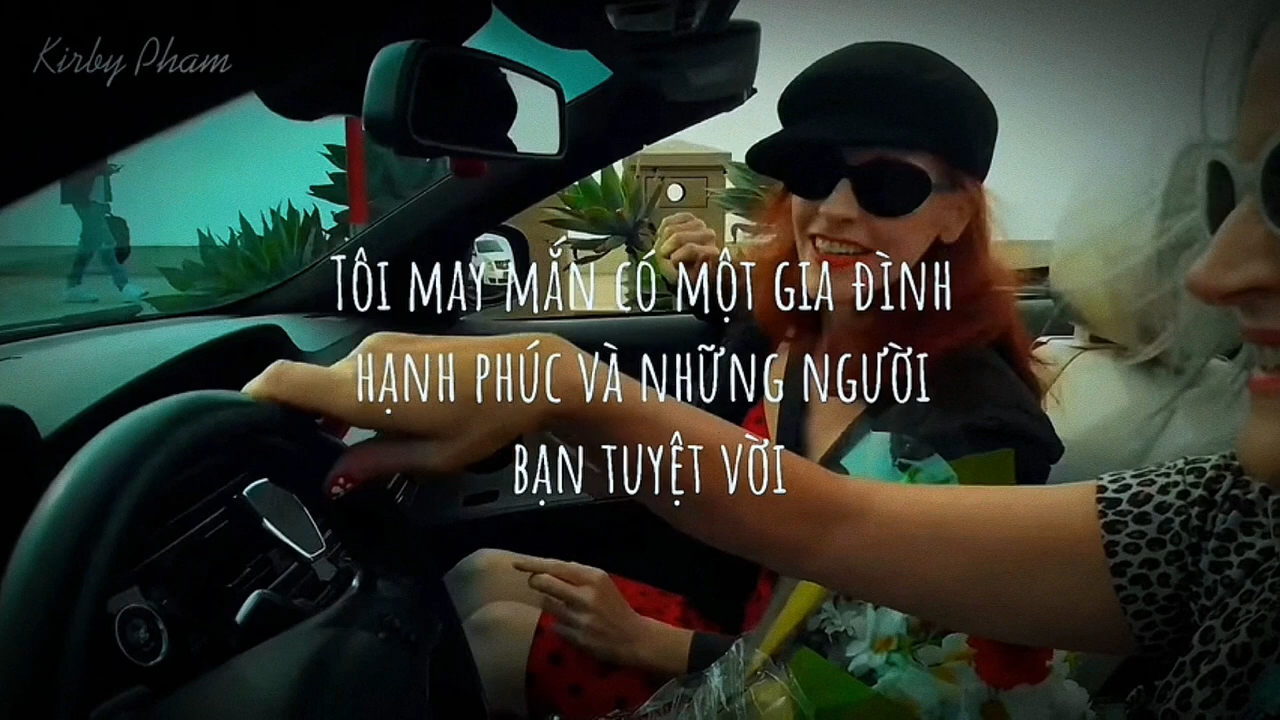 Kirby Pham
Tôi may mắn có một gia đình
hạnh phúc và những người
bạn tuyệt vời